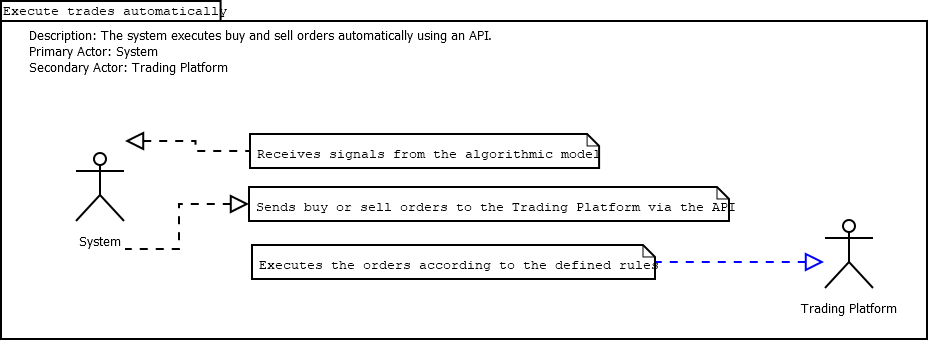 Execute trades automatically
Description: The system executes buy and sell orders automatically using an API.
Primary Actor: System
Secondary Actor: Trading Platform
Receives signals from the algorithmic model
Sends buy or sell orders to the Trading Platform via the API
System
Executes the orders according to the defined rules
Trading Platform